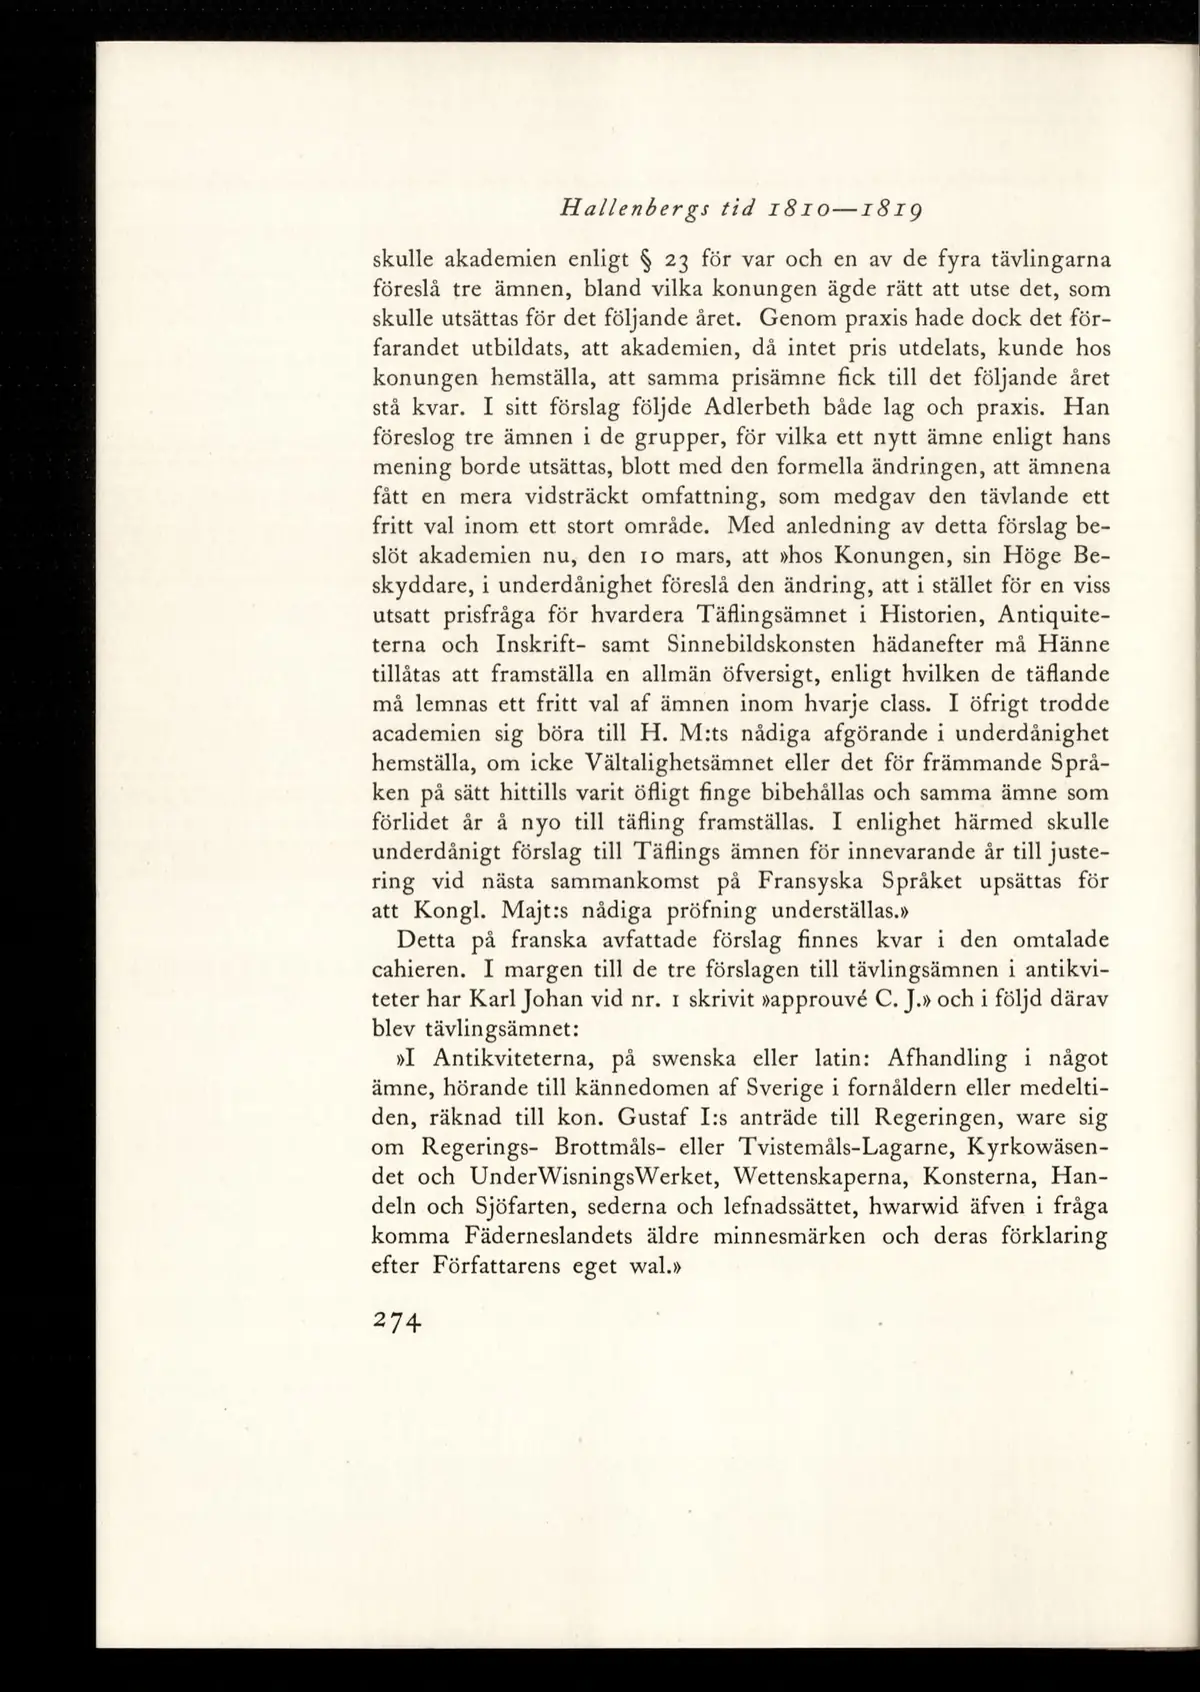 Hallenbergs tid 1810—1819
skulle akademien enligt § 23 för var och en av de fyra tävlingarna
föreslå tre ämnen, bland vilka konungen ägde rätt att utse det, som
skulle utsättas för det följande året. Genom praxis hade dock det för-
farandet utbildats, att akademien, då intet pris utdelats, kunde hos
konungen hemställa, att samma prisämne fick till det följande året
stå kvar. I sitt förslag följde Adlerbeth både lag och praxis. Han
föreslog tre ämnen i de grupper, för vilka ett nytt ämne enligt hans
mening borde utsättas, blott med den formella ändringen, att ämnena
fått en mera vidsträckt omfattning, som medgav den tävlande ett
fritt val inom ett stort område. Med anledning av detta förslag be-
slöt akademien nu, den 10 mars, att »hos Konungen, sin Höge Be-
skyddare, i underdånighet föreslå den ändring, att i stället för en viss
utsatt prisfråga för hvardera Täflingsämnet i Historien, Antiquite-
terna och Inskrift- samt Sinnebildskonsten hädanefter må Hänne
tillåtas att framställa en allmän öfversigt, enligt hvilken de täflande
må lemnas ett fritt val af ämnen inom hvarje class. I öfrigt trodde
academien sig böra till H. M:ts nådiga afgörande i underdånighet
hemställa, om icke Vältalighetsämnet eller det för främmande Språ-
ken på sätt hittills varit öfligt finge bibehållas och samma ämne som
förlidet år å nyo till täfling framställas. I enlighet härmed skulle
underdånigt förslag till Täflings ämnen för innevarande år till juste-
ring vid nästa sammankomst på Fransyska Språket upsättas för
att Kongl. Majt:s nådiga pröfning underställas.»
Detta på franska avfattade förslag finnes kvar i den omtalade
cahieren. I margen till de tre förslagen till tävlingsämnen i antikvi-
teter har Karl Johan vid nr. 1 skrivit »approuvé C. J.» och i följd därav
blev tävlingsämnet:
»I Antikviteterna, på swenska eller latin: Afhandling i något
ämne, hörande till kännedomen af Sverige i fornåldern eller medelti-
den, räknad till kon. Gustaf I:s anträde till Regeringen, ware sig
om Regerings- Brottmåls- eller Tvistemåls-Lagarne, Kyrkowäsen-
det och UnderWisningsWerket, Wettenskaperna, Konsterna, Han-
deln och Sjöfarten, sederna och lefnadssättet, hwarwid äfven i fråga
komma Fäderneslandets äldre minnesmärken och deras förklaring
efter Författarens eget wal.»
274